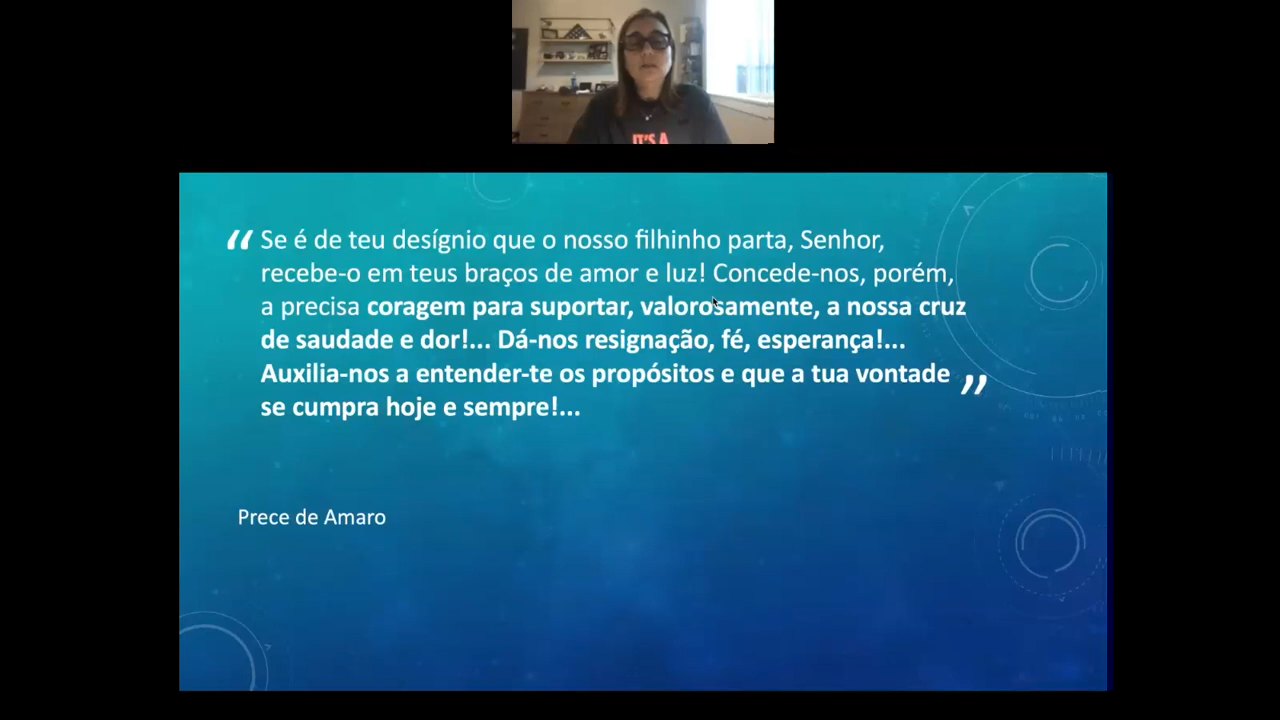 IT'S A
“Se é de teu desígnio que o nosso filhinho parta, Senhor,
recebe-o em teus braços de amor e luz! Concede-nos, porém,
a precisa coragem para suportar, valorosamente, a nossa cruz
de saudade e dor!... Dá-nos resignação, fé, esperança!...
Auxilia-nos a entender-te os propósitos e que a tua vontade
se cumpra hoje e sempre!...”
Prece de Amaro